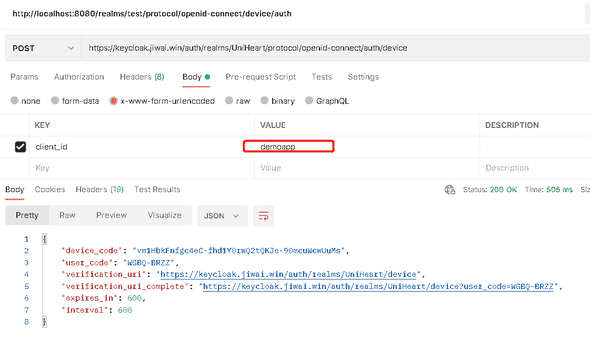 http://localhost:8080/realms/test/protocol/openid-connect/device/auth
POST https://keycloak.jiwai.win/auth/realms/UniHeart/protocol/openid-connect/auth/device
Params Authorization Headers (8) Body Pre-request Script Tests Settings
none form-data x-www-form-urlencoded raw binary GraphQL
KEY VALUE DESCRIPTION
client_id demoapp
Key Value Description
Body Cookies Headers (19) Test Results Status: 200 OK Time: 505 ms Siz
Pretty Raw Preview Visualize JSON
1 {
2 "device_code":
3 "user_code": "WGBQ-BRZZ",
4 "verification_uri": "https://keycloak.jiwai.win/auth/realms/UniHeart/device",
5 "verification_uri_complete": "https://keycloak.jiwai.win/auth/realms/UniHeart/device?user_code=WGBQ-BRZZ",
6 "expires_in": 600,
7 "interval": 600
8 }